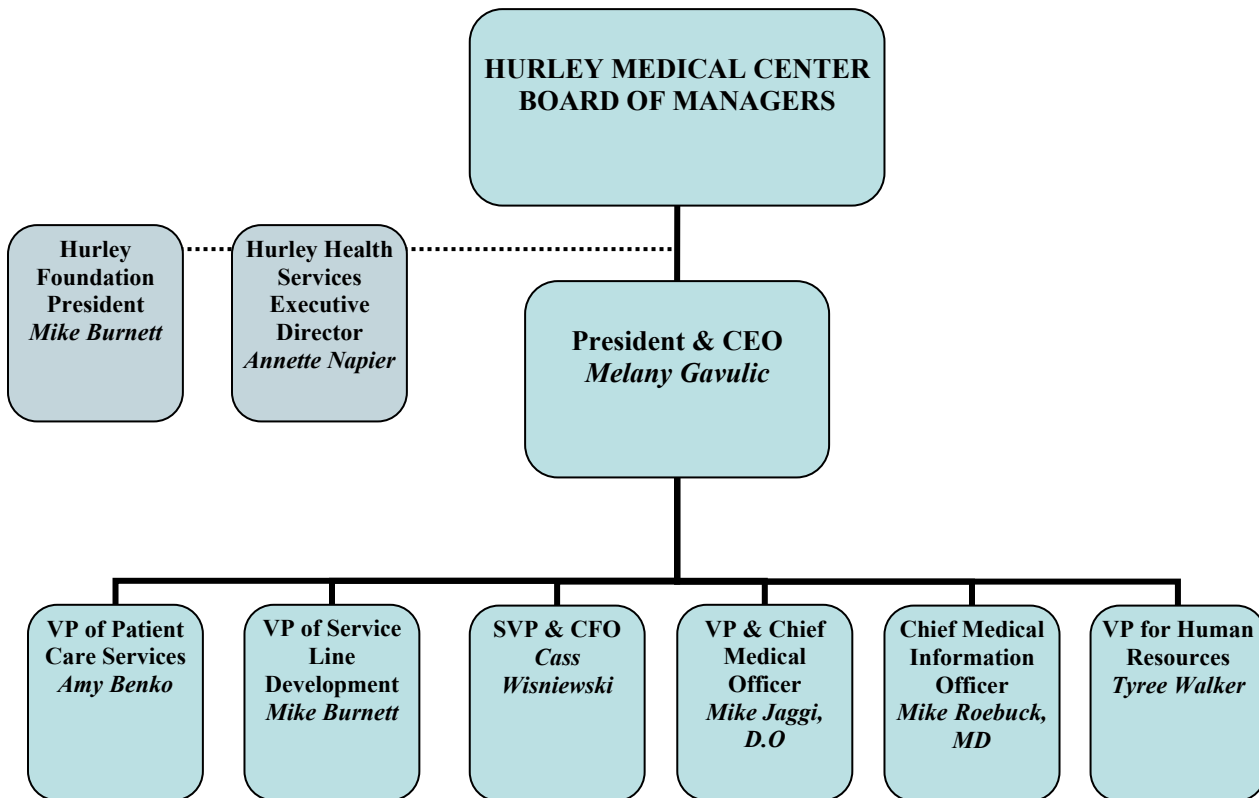 HURLEY MEDICAL CENTER
BOARD OF MANAGERS
Hurley
Foundation
President
Mike Burnett
Hurley Health
Services
Executive
Director
Annette Napier
President & CEO
Melany Gavulic
VP of Patient
Care Services
Amy Benko
VP of Service
Line
Development
Mike Burnett
SVP & CFO
Cass
Wisniewski
VP & Chief
Medical
Officer
Mike Jaggi,
D.O
Chief Medical
Information
Officer
Mike Roebuck,
MD
VP for Human
Resources
Tyree Walker